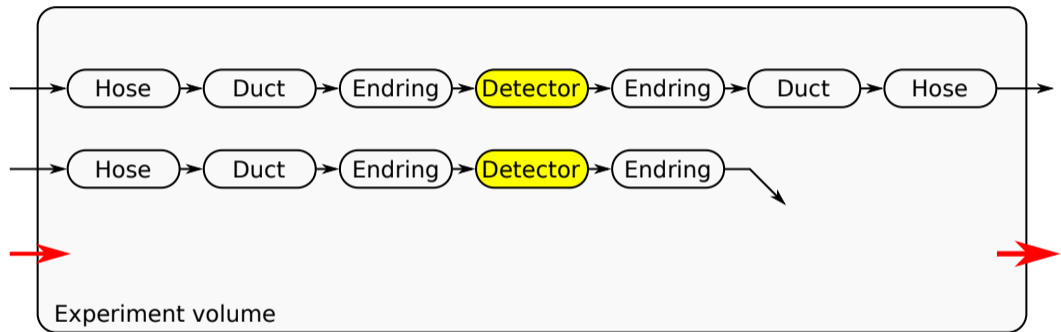 Hose Duct Endring Detector Endring Duct Hose
Hose Duct Endring Detector Endring
Experiment volume